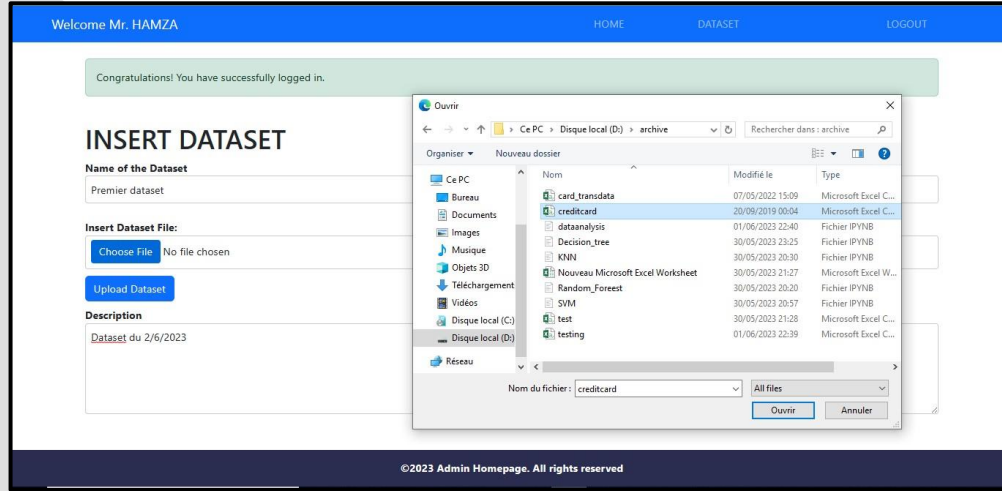 Welcome Mr. HAMZA HOME DATASET LOGOUT
Congratulations! You have successfully logged in.
INSERT DATASET
Name of the Dataset
Premier dataset
Insert Dataset File:
Choose File No file chosen
Upload Dataset
Description
Dataset du 2/6/2023
Ouvrir
Ce PC > Disque local (D:) > archive
Rechercher dans : archive
Organiser Nouveau dossier
Ce PC
Bureau
Documents
Images
Musique
Objets 3D
Téléchargement
Vidéos
Disque local (C:)
Disque local (D:)
Réseau
Nom Modifié le Type
card_transdata 07/05/2022 15:09 Microsoft Excel C...
creditcard 20/09/2019 00:04 Microsoft Excel C...
dataanalysis 01/06/2023 22:40 Fichier IPYNB
Decision_tree 30/05/2023 23:25 Fichier IPYNB
KNN 30/05/2023 20:30 Fichier IPYNB
Nouveau Microsoft Excel Worksheet 30/05/2023 21:27 Microsoft Excel W...
Random_Foreest 30/05/2023 20:20 Fichier IPYNB
SVM 30/05/2023 20:57 Fichier IPYNB
test 30/05/2023 21:28 Microsoft Excel C...
testing 01/06/2023 22:39 Microsoft Excel C...
Nom du fichier : creditcard All files
Ouvrir Annuler
©2023 Admin Homepage. All rights reserved